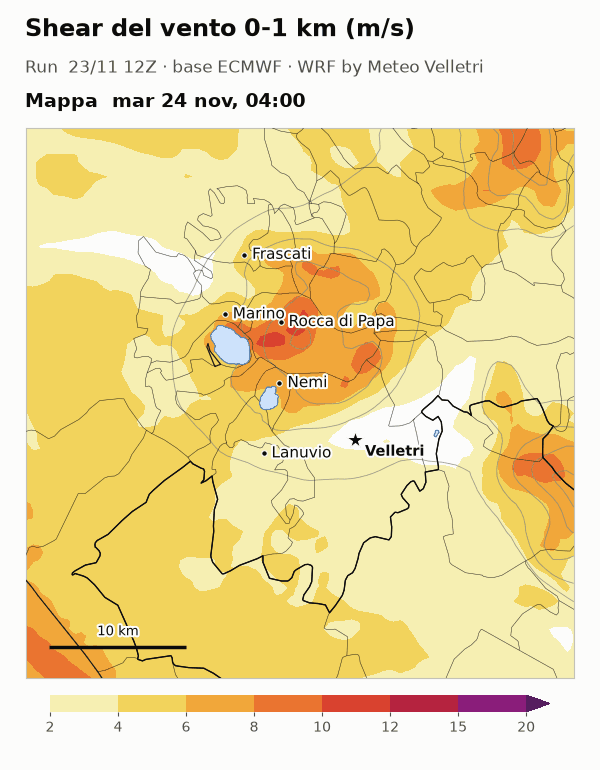 Shear del vento 0-1 km (m/s)
Run  23/11 12Z · base ECMWF · WRF by Meteo Velletri
Mappa  mar 24 nov, 04:00
Frascati
Marino
Rocca di Papa
Nemi
Velletri
Lanuvio
10 km
2 4 6 8 10 12 15 20